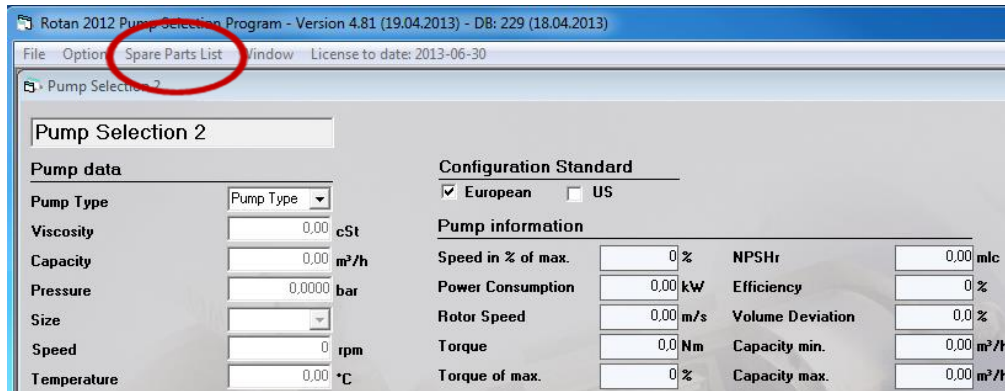 Rotan 2012 Pump Selection Program - Version 4.81 (19.04.2013) - DB: 229 (18.04.2013)
File Option Spare Parts List Window License to date: 2013-06-30
Pump Selection 2
Pump Selection 2
Pump data
Pump Type Pump Type
Viscosity 0,00 cSt
Capacity 0,00 m³/h
Pressure 0,0000 bar
Size
Speed 0 rpm
Temperature 0,00 °C
Configuration Standard
European US
Pump information
Speed in % of max. 0 % NPSHr 0,00 mlc
Power Consumption 0,00 kW Efficiency 0 %
Rotor Speed 0,00 m/s Volume Deviation 0,0 %
Torque 0,0 Nm Capacity min. 0,00 m³/h
Torque of max. 0 % Capacity max. 0,00 m³/h